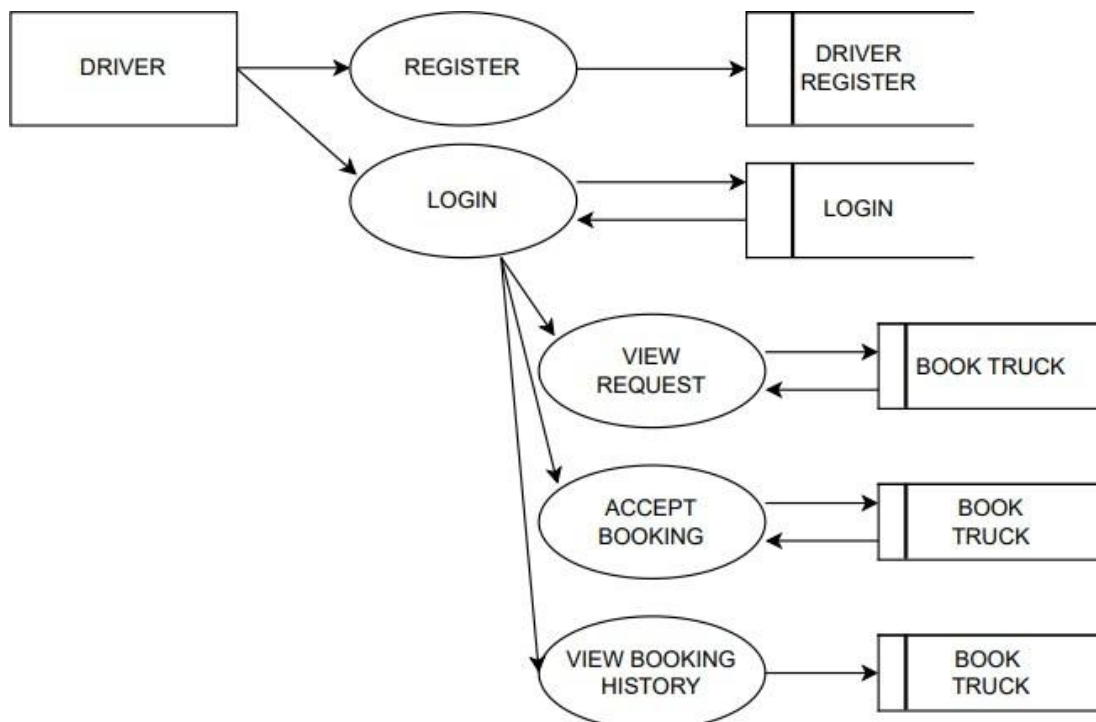 DRIVER
REGISTER
DRIVER
REGISTER
LOGIN
LOGIN
VIEW
REQUEST
BOOK TRUCK
ACCEPT
BOOKING
BOOK
TRUCK
VIEW BOOKING
HISTORY
BOOK
TRUCK